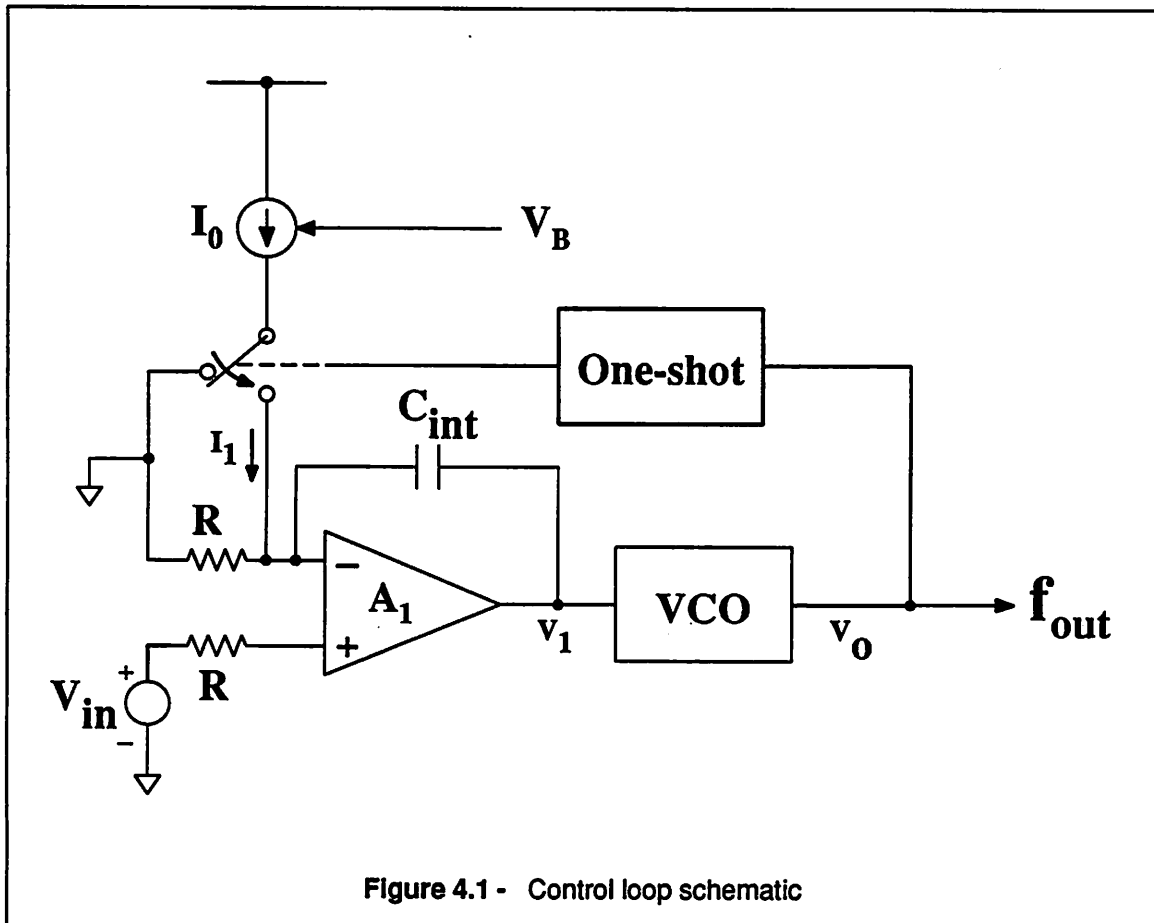 I0
VB
One-shot
Cint
I1
R
A1
−
+
VCO
v1
vo
fout
R
Vin
+
−
Figure 4.1 - Control loop schematic